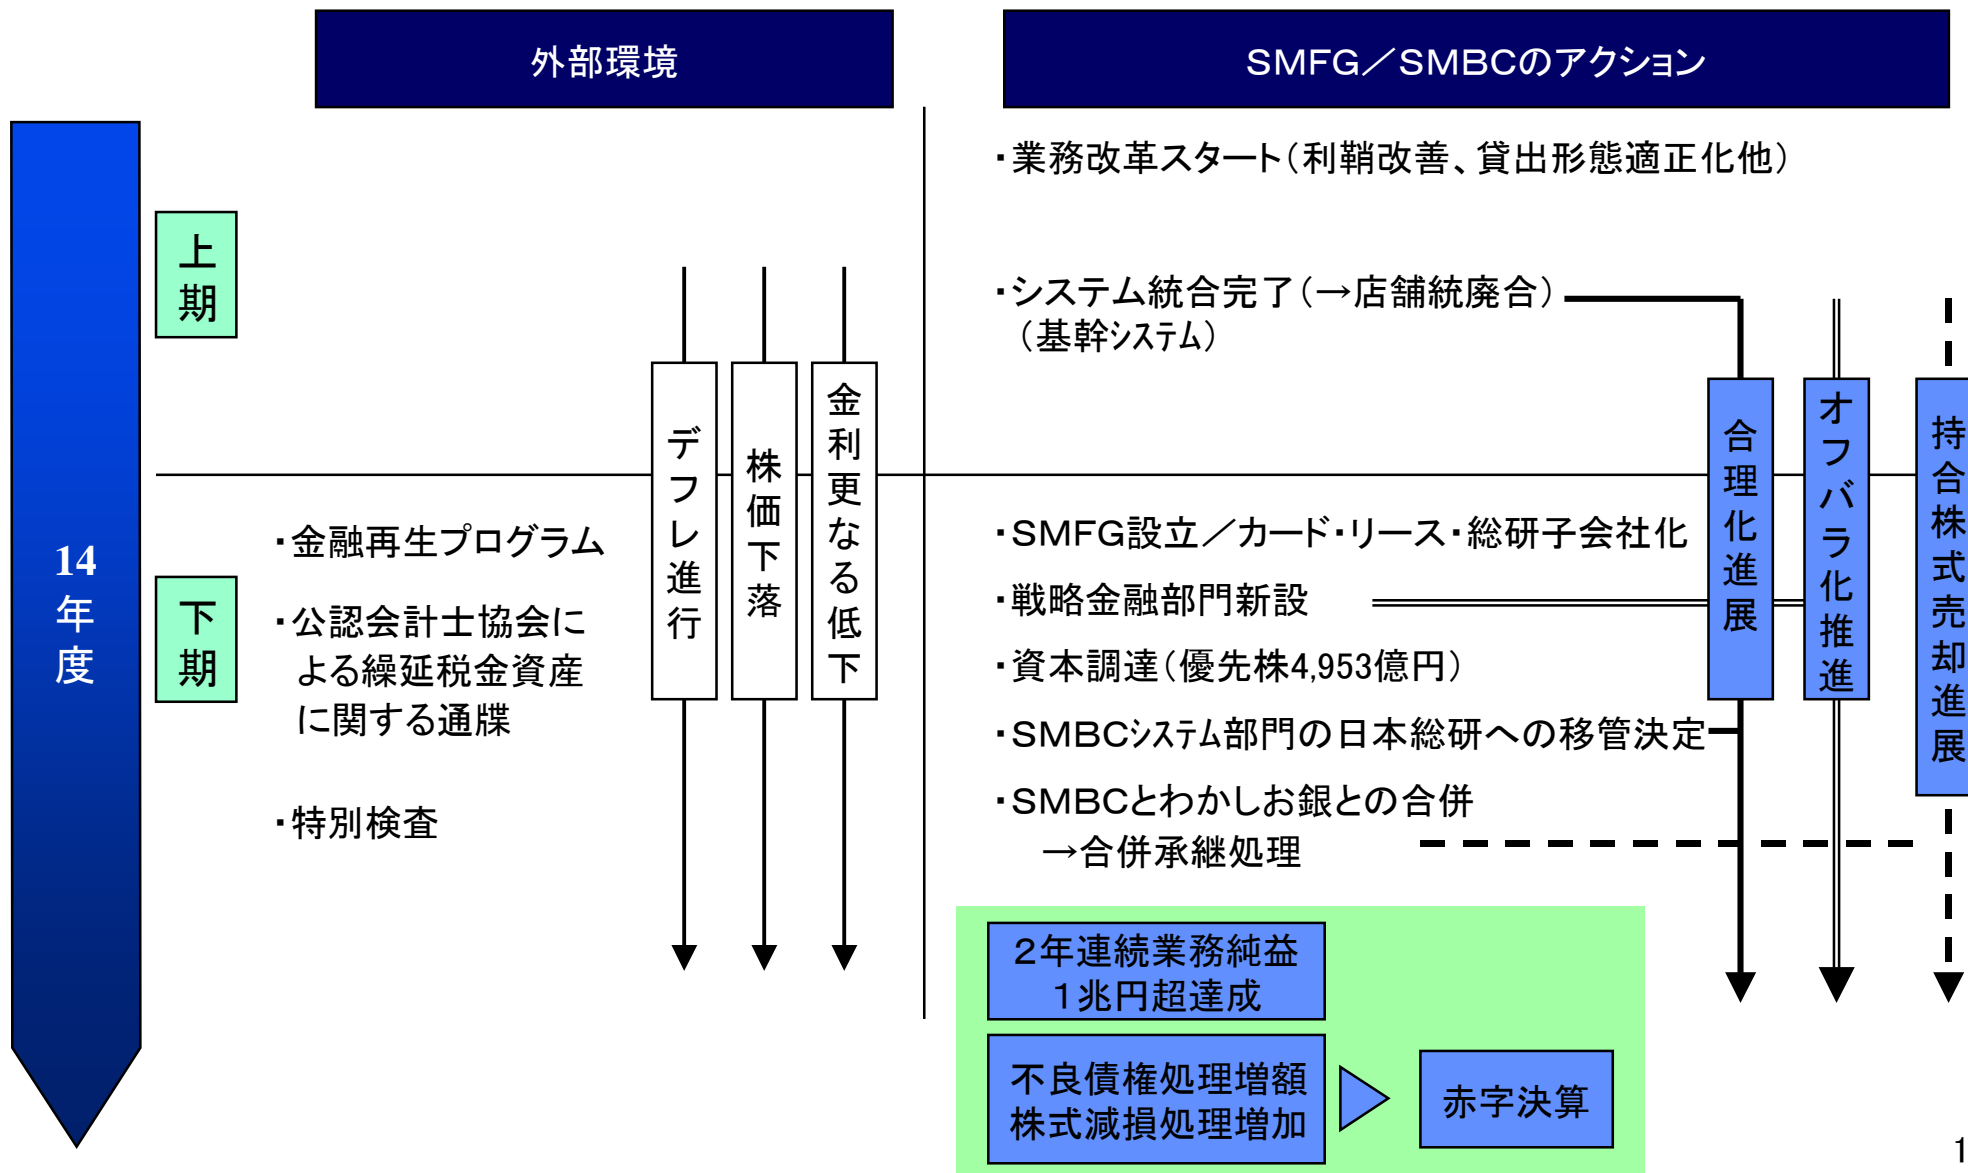 外部環境
SMFG／SMBCのアクション
14
年
度
上
期
下
期
・業務改革スタート（利鞘改善、貸出形態適正化他）
・システム統合完了（→店舗統廃合）
（基幹システム）
デフレ進行
株価下落
金利更なる低下
合理化進展
オフバラ化推進
持合株式売却進展
・金融再生プログラム
・公認会計士協会に
よる繰延税金資産
に関する通牒
・特別検査
・SMFG設立／カード・リース・総研子会社化
・戦略金融部門新設
・資本調達（優先株4,953億円）
・SMBCシステム部門の日本総研への移管決定
・SMBCとわかしお銀との合併
→合併承継処理
２年連続業務純益
１兆円超達成
不良債権処理増額
株式減損処理増加
赤字決算
1